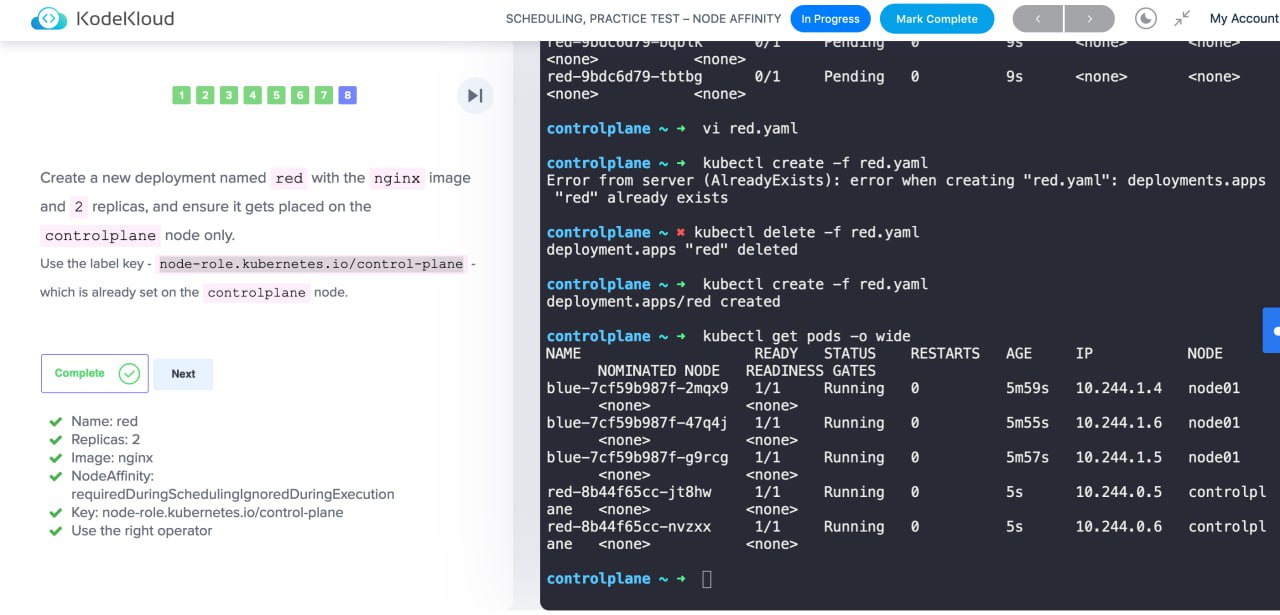 KodeKloud
SCHEDULING, PRACTICE TEST – NODE AFFINITY
In Progress
Mark Complete
My Account
1 2 3 4 5 6 7 8
Create a new deployment named red with the nginx image
and 2 replicas, and ensure it gets placed on the
controlplane node only.
Use the label key - node-role.kubernetes.io/control-plane -
which is already set on the controlplane node.
Complete
Next
Name: red
Replicas: 2
Image: nginx
NodeAffinity:
requiredDuringSchedulingIgnoredDuringExecution
Key: node-role.kubernetes.io/control-plane
Use the right operator
red-9bdc6d79-bqblk 0/1 Pending 0 9s <none> <none>
<none> <none>
red-9bdc6d79-tbtbg 0/1 Pending 0 9s <none> <none>
<none> <none>
controlplane ~ ➜ vi red.yaml
controlplane ~ ➜ kubectl create -f red.yaml
Error from server (AlreadyExists): error when creating "red.yaml": deployments.apps
"red" already exists
controlplane ~ ✖ kubectl delete -f red.yaml
deployment.apps "red" deleted
controlplane ~ ➜ kubectl create -f red.yaml
deployment.apps/red created
controlplane ~ ➜ kubectl get pods -o wide
NAME READY STATUS RESTARTS AGE IP NODE
NOMINATED NODE READINESS GATES
blue-7cf59b987f-2mqx9 1/1 Running 0 5m59s 10.244.1.4 node01
<none> <none>
blue-7cf59b987f-47q4j 1/1 Running 0 5m55s 10.244.1.6 node01
<none> <none>
blue-7cf59b987f-g9rcg 1/1 Running 0 5m57s 10.244.1.5 node01
<none> <none>
red-8b44f65cc-jt8hw 1/1 Running 0 5s 10.244.0.5 controlpl
ane <none> <none>
red-8b44f65cc-nvzxx 1/1 Running 0 5s 10.244.0.6 controlpl
ane <none> <none>
controlplane ~ ➜